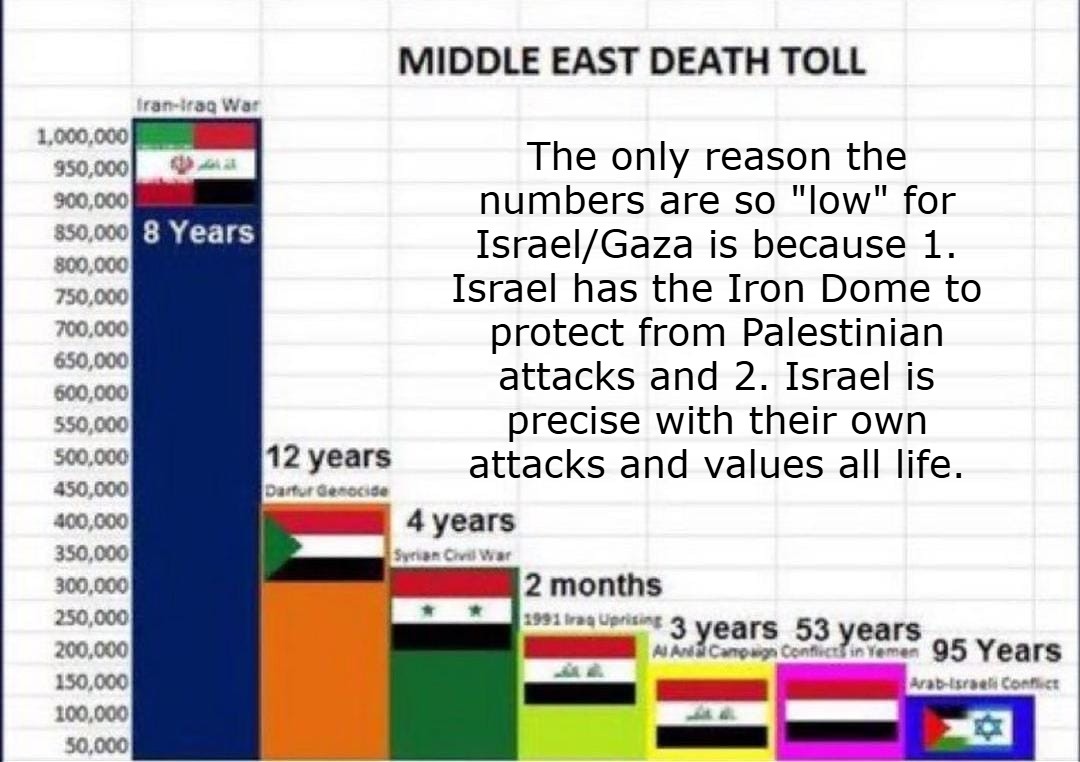 MIDDLE EAST DEATH TOLL
Iran-Iraq War
1,000,000
950,000
900,000
850,000
800,000
750,000
700,000
650,000
600,000
550,000
500,000
450,000
400,000
350,000
300,000
250,000
200,000
150,000
100,000
50,000
8 Years
The only reason the
numbers are so "low" for
Israel/Gaza is because 1.
Israel has the Iron Dome to
protect from Palestinian
attacks and 2. Israel is
precise with their own
attacks and values all life.
12 years
Darfur Genocide
4 years
Syrian Civil War
2 months
1991 Iraq Uprising
3 years
Al Anfal Campaign
53 years
Conflicts in Yemen
95 Years
Arab-Israeli Conflict